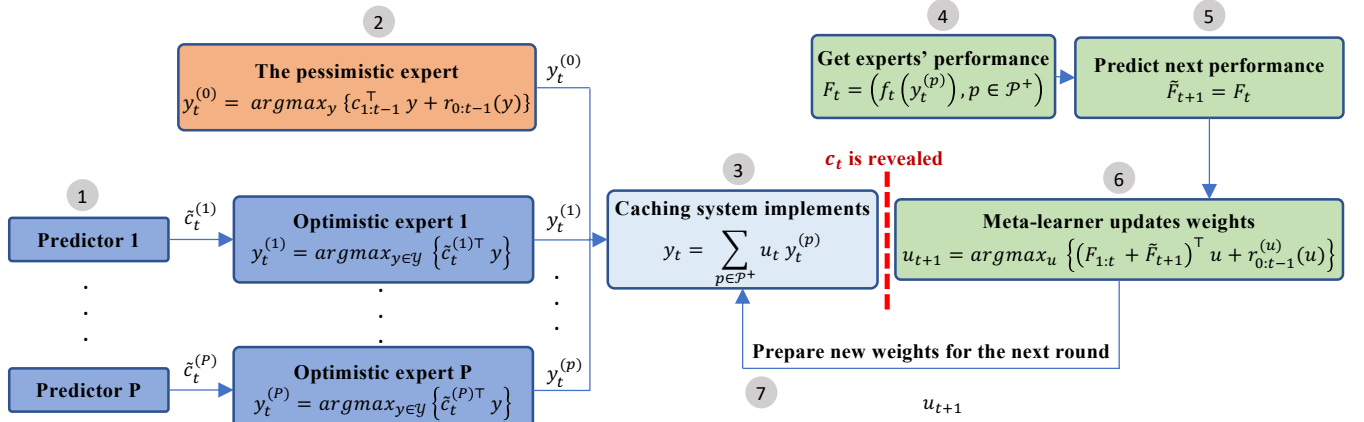 2
The pessimistic expert
y_t^{(0)} = argmax_y {c_{1:t-1}^⊤ y + r_{0:t-1}(y)}
y_t^{(0)}
4
Get experts' performance
F_t = (f_t(y_t^{(p)}), p ∈ 𝒫^+)
5
Predict next performance
F̃_{t+1} = F_t
1
Predictor 1
c̃_t^{(1)}
Optimistic expert 1
y_t^{(1)} = argmax_{y∈𝒴} {c̃_t^{(1)⊤} y}
y_t^{(1)}
.
.
.
.
.
.
.
.
.
Predictor P
c̃_t^{(P)}
Optimistic expert P
y_t^{(P)} = argmax_{y∈𝒴} {c̃_t^{(P)⊤} y}
y_t^{(p)}
3
Caching system implements
y_t = ∑_{p∈𝒫^+} u_t y_t^{(p)}
c_t is revealed
6
Meta-learner updates weights
u_{t+1} = argmax_u {(F_{1:t} + F̃_{t+1})^⊤ u + r_{0:t-1}^{(u)}(u)}
Prepare new weights for the next round
7
u_{t+1}